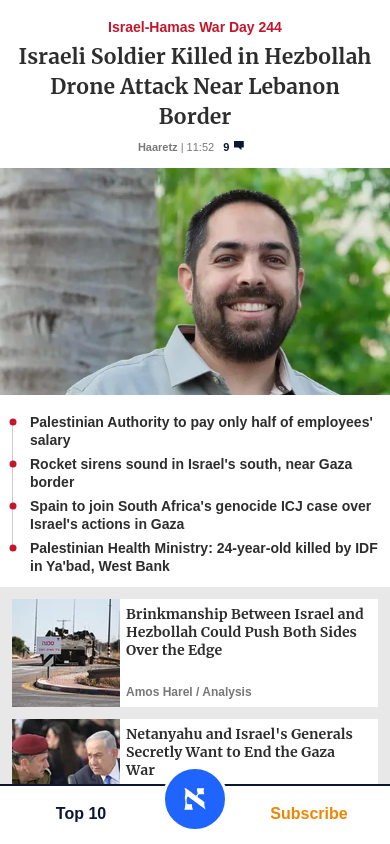 Israel-Hamas War Day 244
Israeli Soldier Killed in Hezbollah
Drone Attack Near Lebanon
Border
Haaretz | 11:52 9
Palestinian Authority to pay only half of employees'
salary
Rocket sirens sound in Israel's south, near Gaza
border
Spain to join South Africa's genocide ICJ case over
Israel's actions in Gaza
Palestinian Health Ministry: 24-year-old killed by IDF
in Ya'bad, West Bank
Brinkmanship Between Israel and
Hezbollah Could Push Both Sides
Over the Edge
Amos Harel / Analysis
Netanyahu and Israel's Generals
Secretly Want to End the Gaza
War
Top 10
Subscribe